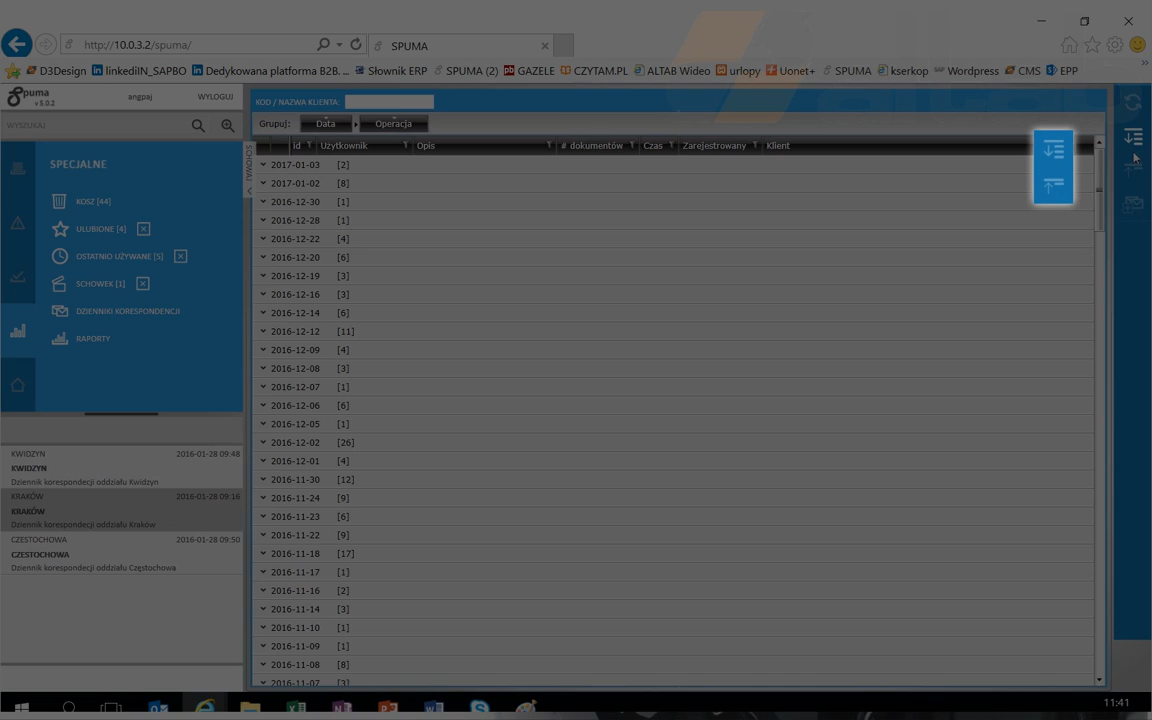 http://10.0.3.2/spuma/
SPUMA
D3Design
linkediIN_SAPBO
Dedykowana platforma B2B. ...
Słownik ERP
SPUMA (2)
GAZELE
CZYTAM.PL
ALTAB Wideo
urlopy
Uonet+
SPUMA
kserkop
Wordpress
CMS
EPP
Spuma
v 5.0.2
angpaj
WYLOGUJ
WYSZUKAJ
SPECJALNE
KOSZ [44]
ULUBIONE [4]
OSTATNIO UŻYWANE [5]
SCHOWEK [1]
DZIENNIKI KORESPONDENCJI
RAPORTY
KWIDZYN 2016-01-28 09:48
KWIDZYN
Dziennik korespondecji oddziału Kwidzyn
KRAKÓW 2016-01-28 09:16
KRAKÓW
Dziennik korespondecji oddziału Kraków
CZESTOCHOWA 2016-01-28 09:50
CZESTOCHOWA
Dziennik korespondecji oddziału Częstochowa
SCHOWAJ
KOD / NAZWA KLIENTA:
Grupuj: Data Operacja
id Użytkownik Opis # dokumentów Czas Zarejestrowany Klient
2017-01-03 [2]
2017-01-02 [8]
2016-12-30 [1]
2016-12-28 [1]
2016-12-22 [4]
2016-12-20 [6]
2016-12-19 [3]
2016-12-16 [3]
2016-12-14 [6]
2016-12-12 [11]
2016-12-09 [4]
2016-12-08 [3]
2016-12-07 [1]
2016-12-06 [6]
2016-12-05 [1]
2016-12-02 [26]
2016-12-01 [4]
2016-11-30 [12]
2016-11-24 [9]
2016-11-23 [6]
2016-11-22 [9]
2016-11-18 [17]
2016-11-17 [1]
2016-11-16 [2]
2016-11-14 [3]
2016-11-10 [1]
2016-11-09 [1]
2016-11-08 [8]
2016-11-07 [3]
11:41